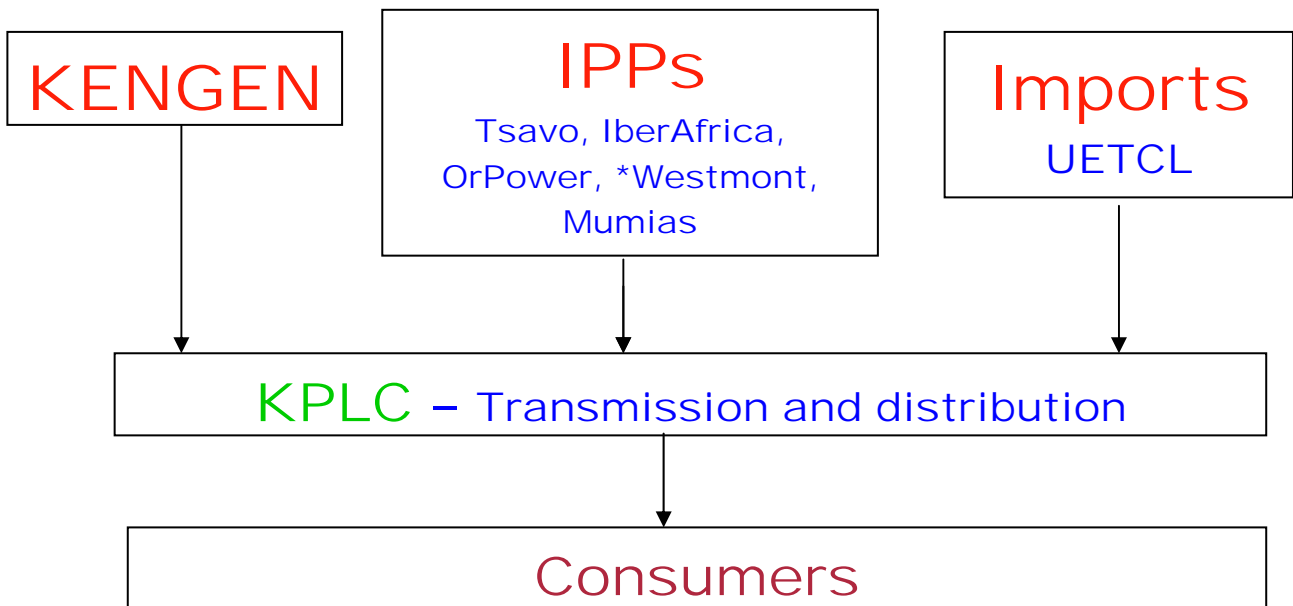 KENGEN
IPPs
Tsavo, IberAfrica,
OrPower, *Westmont,
Mumias
Imports
UETCL
KPLC – Transmission and distribution
Consumers